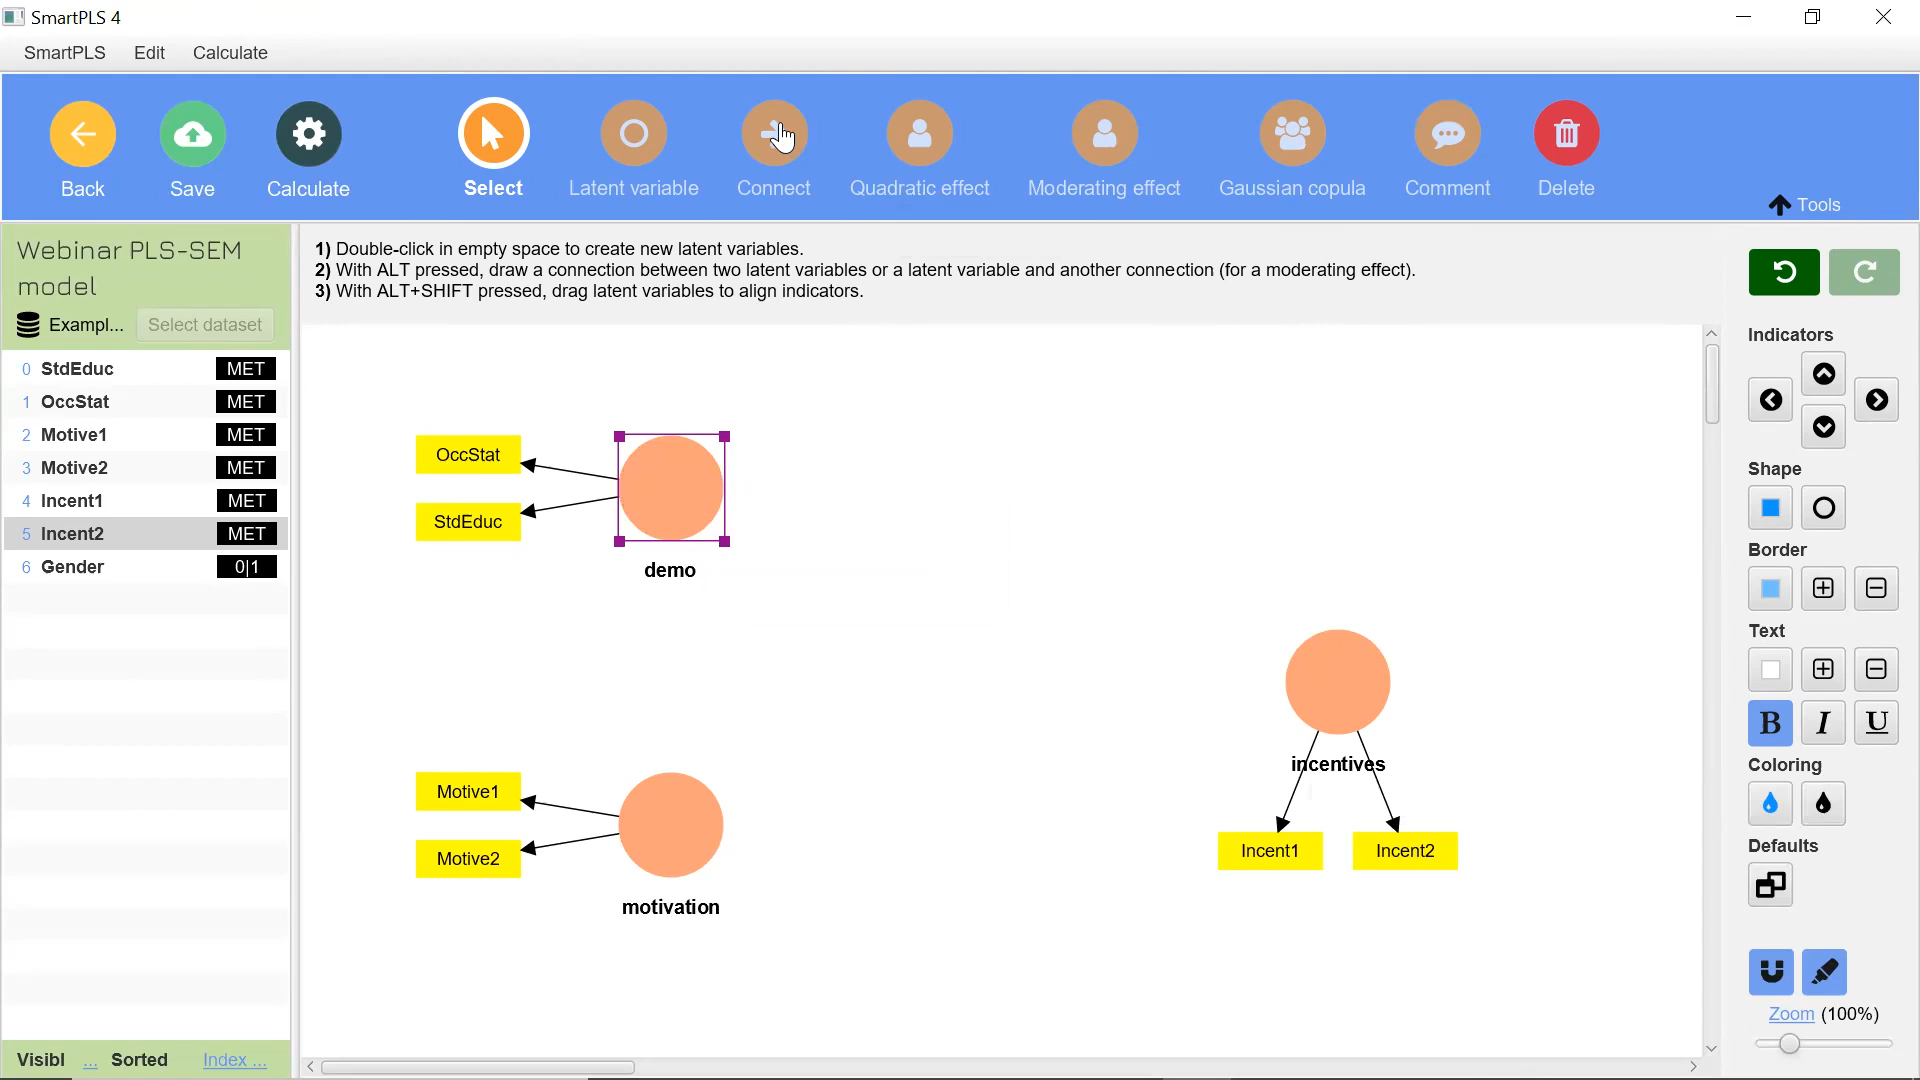 SmartPLS 4
SmartPLS Edit Calculate
Back Save Calculate Select Latent variable Connect Quadratic effect Moderating effect Gaussian copula Comment Delete
Tools
Webinar PLS-SEM
model
Exampl... Select dataset
0 StdEduc MET
1 OccStat MET
2 Motive1 MET
3 Motive2 MET
4 Incent1 MET
5 Incent2 MET
6 Gender 0|1
Visibl ... Sorted Index ...
1) Double-click in empty space to create new latent variables.
2) With ALT pressed, draw a connection between two latent variables or a latent variable and another connection (for a moderating effect).
3) With ALT+SHIFT pressed, drag latent variables to align indicators.
OccStat
StdEduc
demo
Motive1
Motive2
motivation
incentives
Incent1 Incent2
Indicators
Shape
Border
Text
B I U
Coloring
Defaults
Zoom (100%)